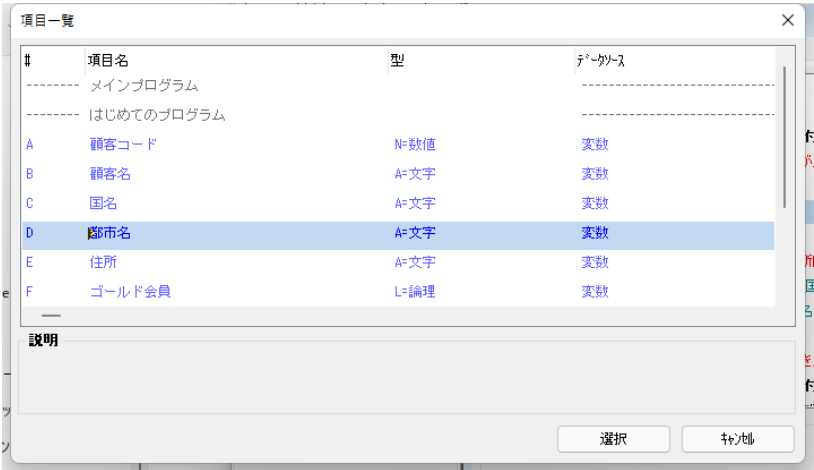 項目一覧
# 項目名 型 データソース
-------- メインプログラム
-------- はじめてのプログラム
A 顧客コード N=数値 変数
B 顧客名 A=文字 変数
C 国名 A=文字 変数
D 都市名 A=文字 変数
E 住所 A=文字 変数
F ゴールド会員 L=論理 変数
説明
選択 キャンセル